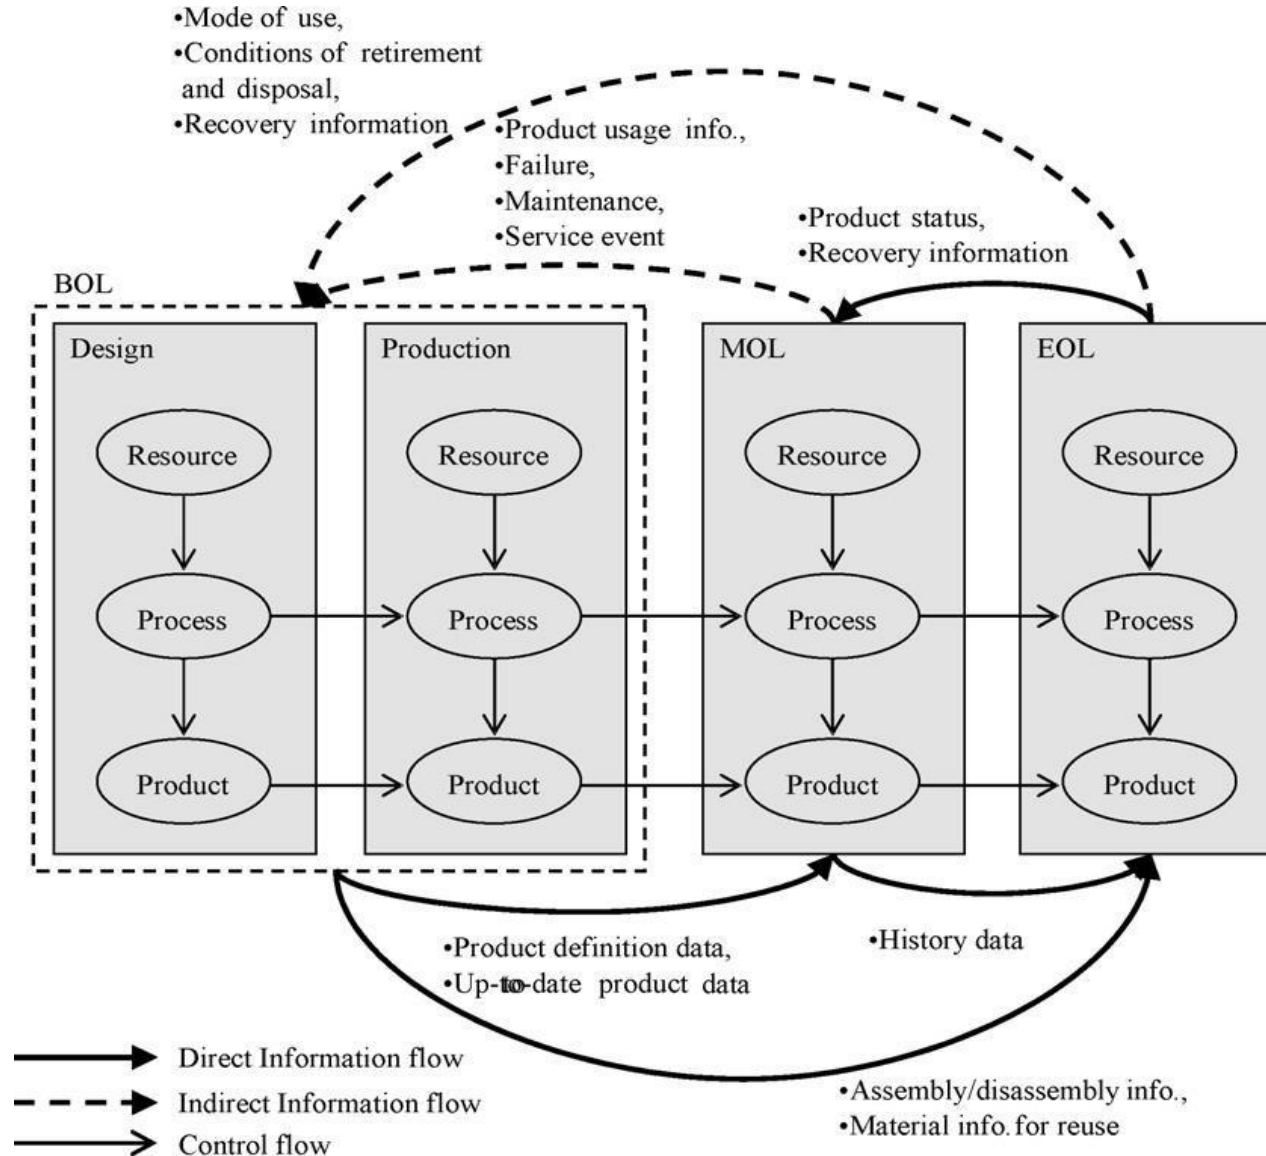 •Mode of use,
•Conditions of retirement
and disposal,
•Recovery information
•Product usage info.,
•Failure,
•Maintenance,
•Service event
•Product status,
•Recovery information
BOL
Design
Production
MOL
EOL
Resource
Resource
Resource
Resource
Process
Process
Process
Process
Product
Product
Product
Product
•Product definition data,
•Up-to-date product data
•History data
•Assembly/disassembly info.,
•Material info. for reuse
Direct Information flow
Indirect Information flow
Control flow